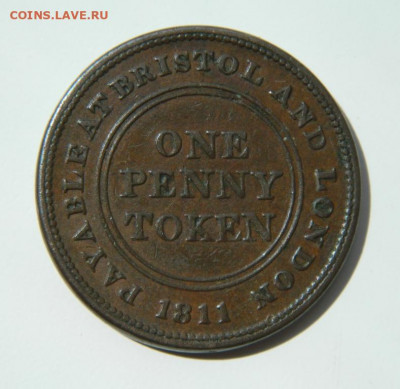 COINS.LAVE.RU
PAYABLE AT BRISTOL AND LONDON
ONE
PENNY
TOKEN
1811